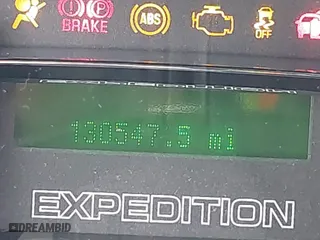 BRAKE
ABS
OFF
130547.5 mi
EXPEDITION
DREAMBID